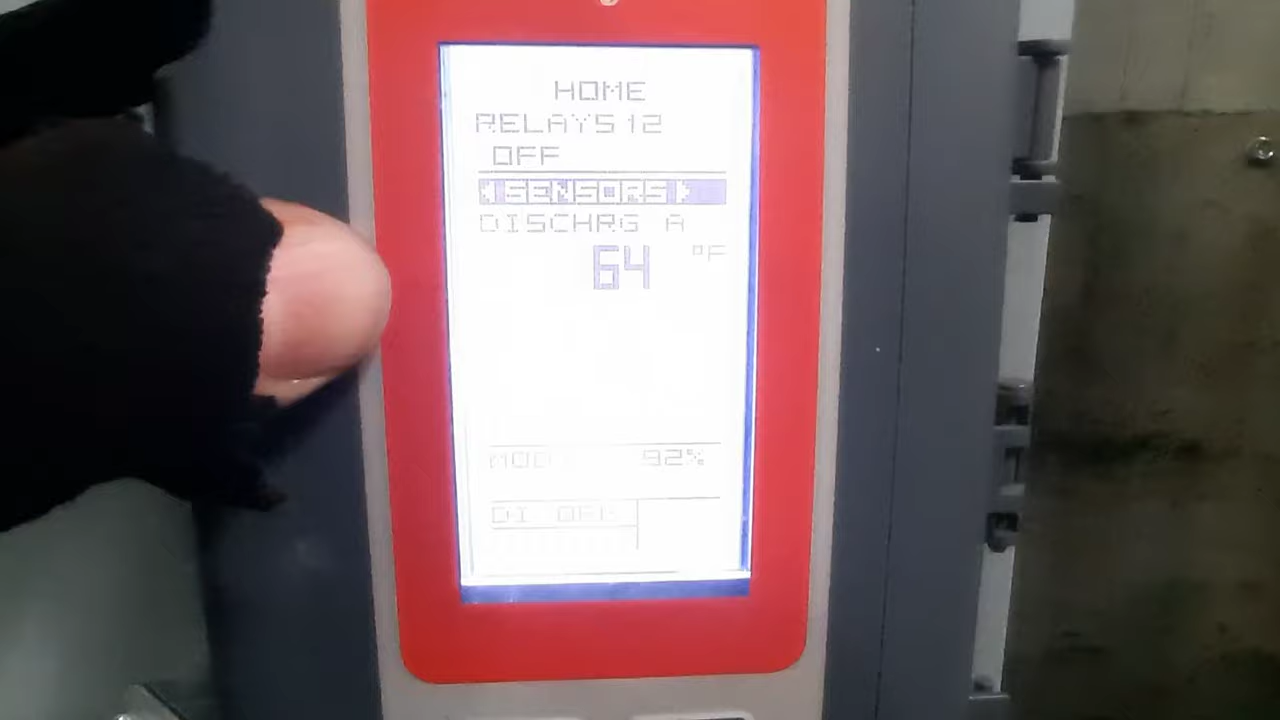 HOME
RELAYS 12
OFF
SENSORS
DISCHRG A
64 °F
MOD 92%